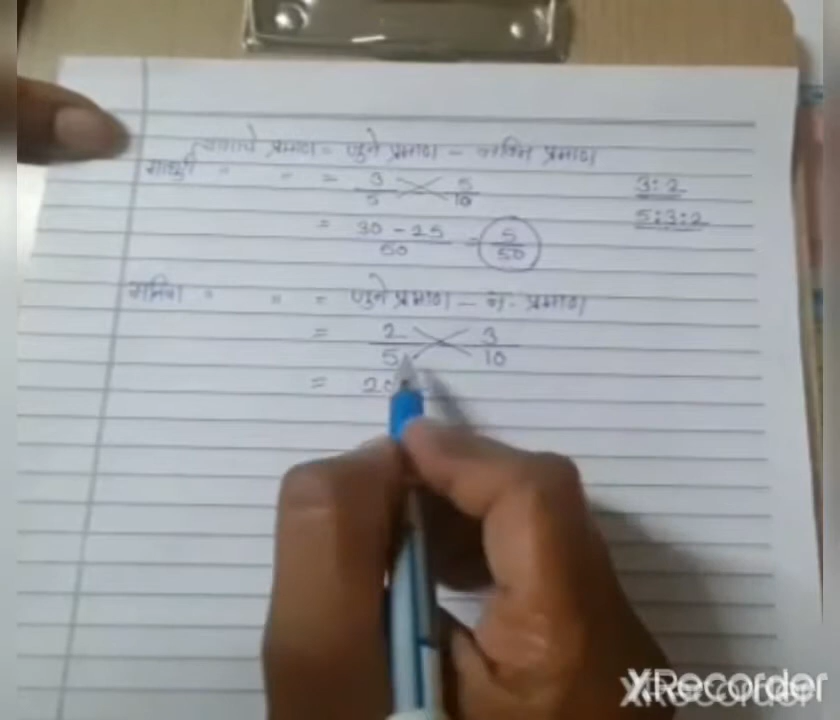 त्यागाचे प्रमाण = जुने प्रमाण - नविन प्रमाण
माधुरी " " = 3/5 5/10
= 30 - 25/50 = 5/50
3:2
5:3:2
" " = जुने प्रमाण - न. प्रमाण
= 2/5 3/10
= 20
XRecorder